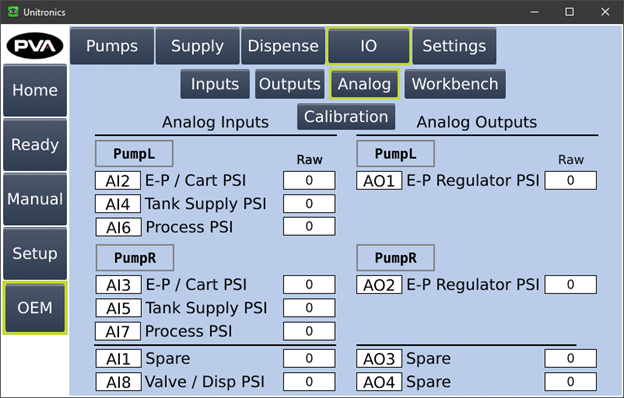 Unitronics
PVA
Pumps Supply Dispense IO Settings
Home
Ready
Manual
Setup
OEM
Inputs Outputs Analog Workbench
Calibration
Analog Inputs
PumpL Raw
AI2 E-P / Cart PSI 0
AI4 Tank Supply PSI 0
AI6 Process PSI 0
PumpR
AI3 E-P / Cart PSI 0
AI5 Tank Supply PSI 0
AI7 Process PSI 0
AI1 Spare 0
AI8 Valve / Disp PSI 0
Analog Outputs
PumpL Raw
AO1 E-P Regulator PSI 0
PumpR
AO2 E-P Regulator PSI 0
AO3 Spare 0
AO4 Spare 0